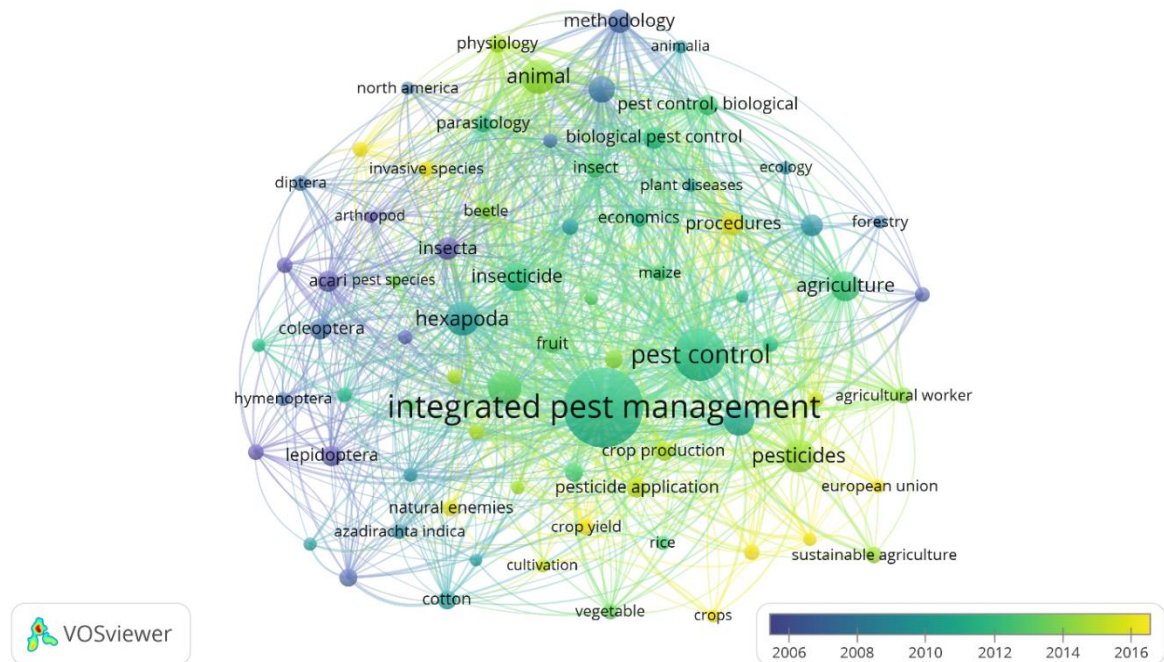 methodology
physiology
animalia
animal
north america
pest control, biological
parasitology
biological pest control
invasive species
insect
ecology
diptera
plant diseases
arthropod
beetle
economics
procedures
forestry
insecta
acari
pest species
insecticide
maize
agriculture
coleoptera
hexapoda
fruit
pest control
hymenoptera
integrated pest management
agricultural worker
lepidoptera
crop production
pesticides
pesticide application
european union
natural enemies
azadirachta indica
crop yield
rice
sustainable agriculture
cultivation
cotton
vegetable
crops
VOSviewer
2006 2008 2010 2012 2014 2016